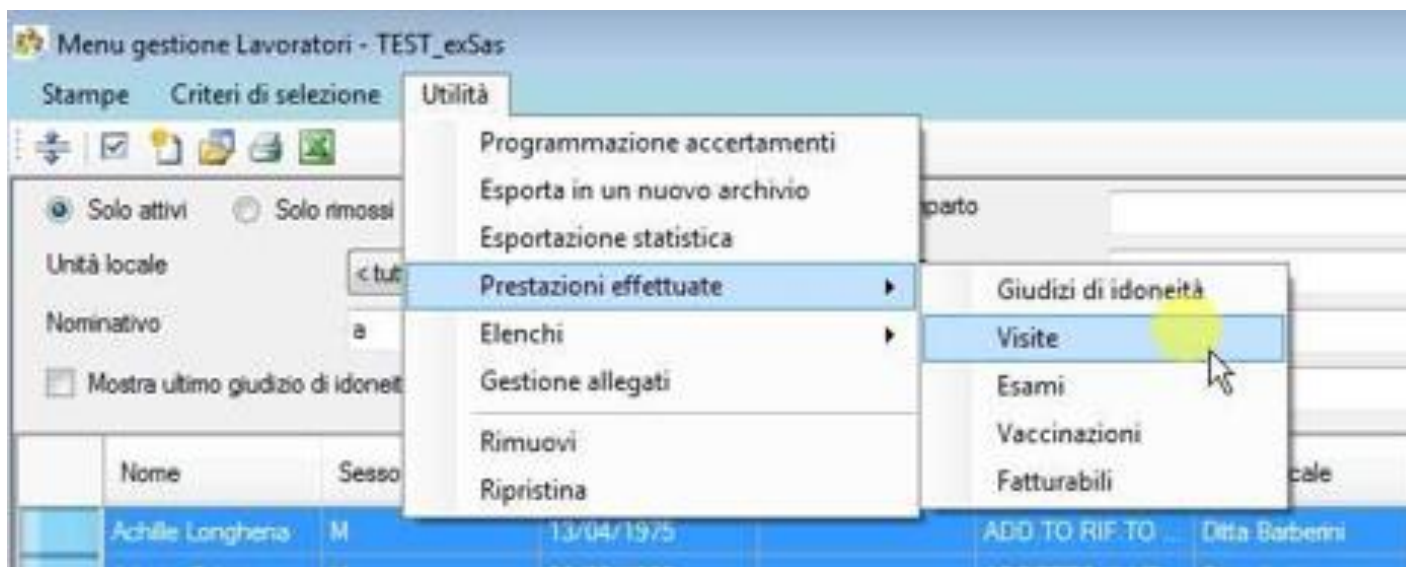 Menu gestione Lavoratori - TEST_exSas
Stampe Criteri di selezione Utilità
Programmazione accertamenti
Esporta in un nuovo archivio
Esportazione statistica
Prestazioni effettuate
Elenchi
Gestione allegati
Rimuovi
Ripristina
Giudizi di idoneità
Visite
Esami
Vaccinazioni
Fatturabili
Solo attivi Solo rimossi
Unità locale < tut
Nominativo a
Mostra ultimo giudizio di idoneit
Nome Sesso cale
Achille Longhena M 13/04/1975 ADD TO RIF TO ... Ditta Barberini